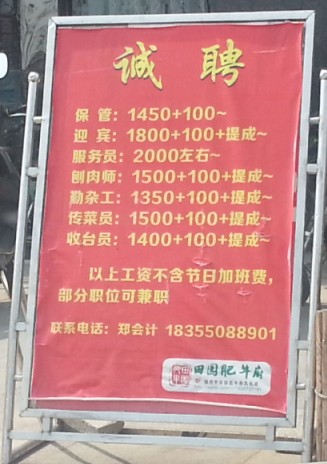 诚聘
保管：1450+100~
迎宾：1800+100+提成~
服务员：2000左右~
刨肉师：1500+100+提成~
勤杂工：1350+100+提成~
传菜员：1500+100+提成~
收台员：1400+100+提成~
以上工资不含节日加班费，
部分职位可兼职
联系电话：郑会计 18355088901
田园肥牛府